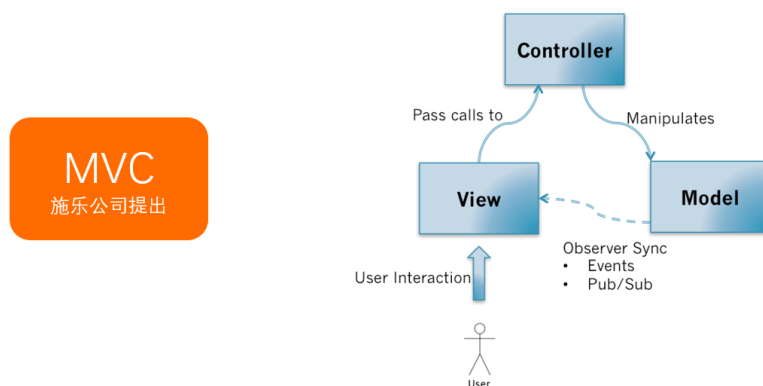 MVC
施乐公司提出
Controller
Pass calls to
Manipulates
View
Model
Observer Sync
• Events
• Pub/Sub
User Interaction
User